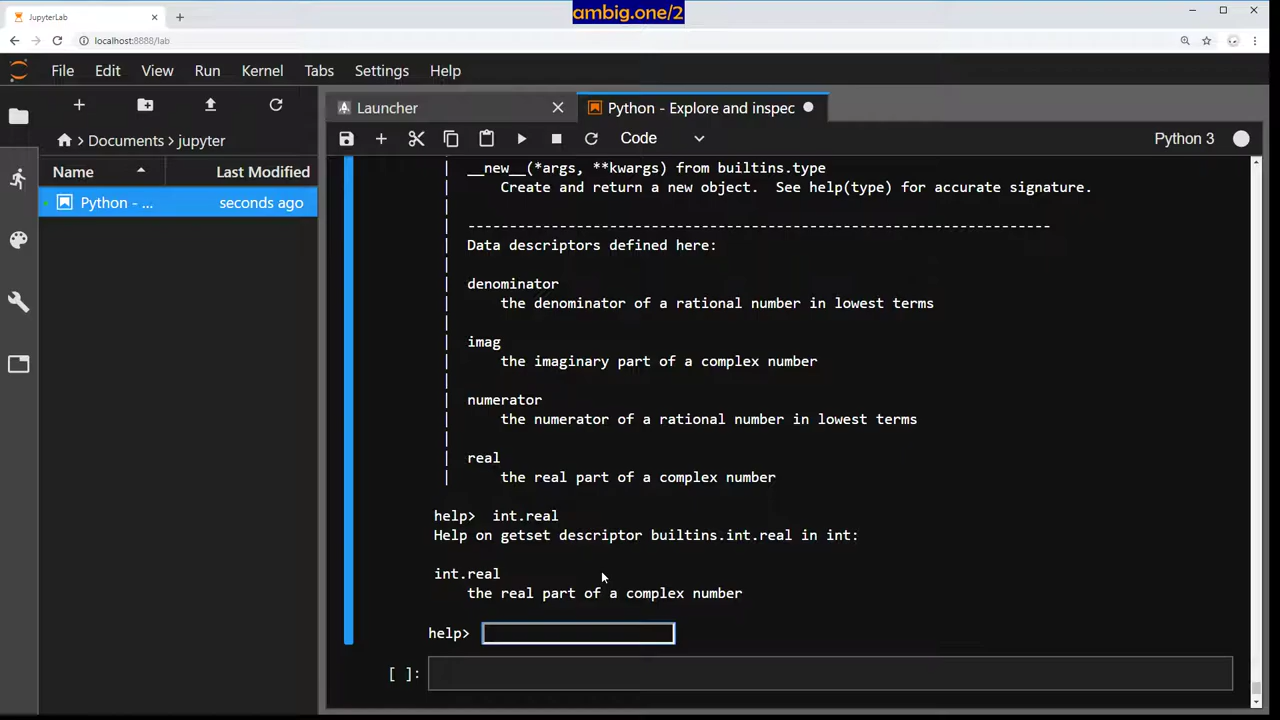 JupyterLab
ambig.one/2
localhost:8888/lab
File Edit View Run Kernel Tabs Settings Help
Launcher
Python - Explore and inspec
Documents
jupyter
Code
Python 3
Name
Last Modified
Python - ...
seconds ago
| __new__(*args, **kwargs) from builtins.type
|     Create and return a new object.  See help(type) for accurate signature.
|
| ----------------------------------------------------------------------
| Data descriptors defined here:
|
| denominator
|     the denominator of a rational number in lowest terms
|
| imag
|     the imaginary part of a complex number
|
| numerator
|     the numerator of a rational number in lowest terms
|
| real
|     the real part of a complex number
help> int.real
Help on getset descriptor builtins.int.real in int:
int.real
    the real part of a complex number
help>
[ ]: